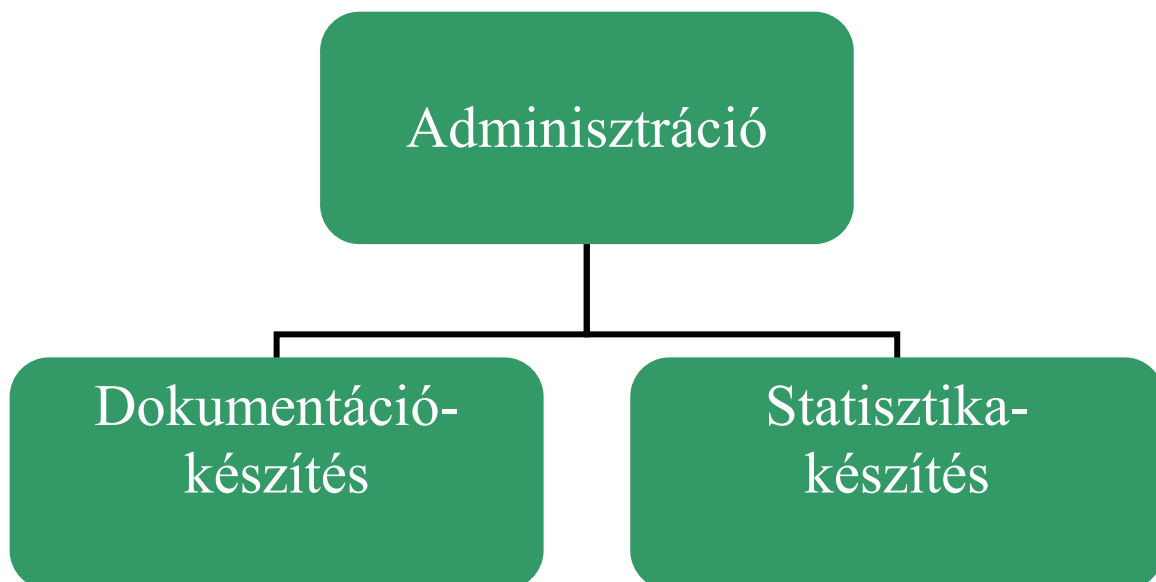 Adminisztráció
Dokumentáció-
készítés
Statisztika-
készítés